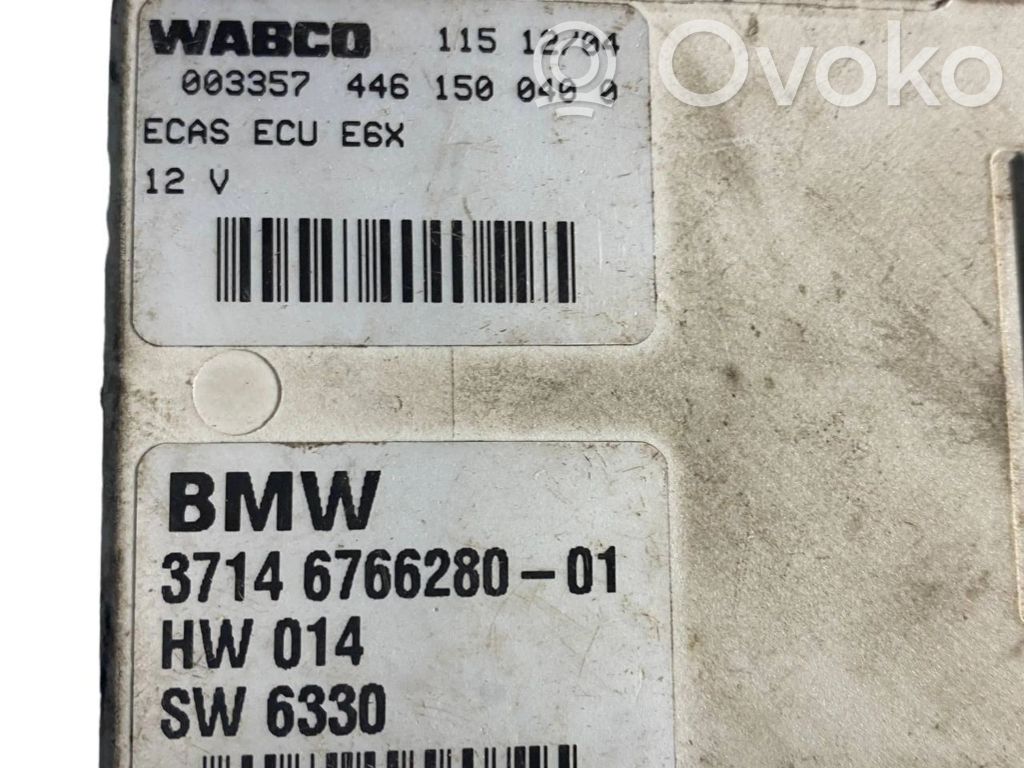 WABCO 115 12/04
003357 446 150 040 0
ECAS ECU E6X
12 V
BMW
3714 6766280-01
HW 014
SW 6330
Ovoko